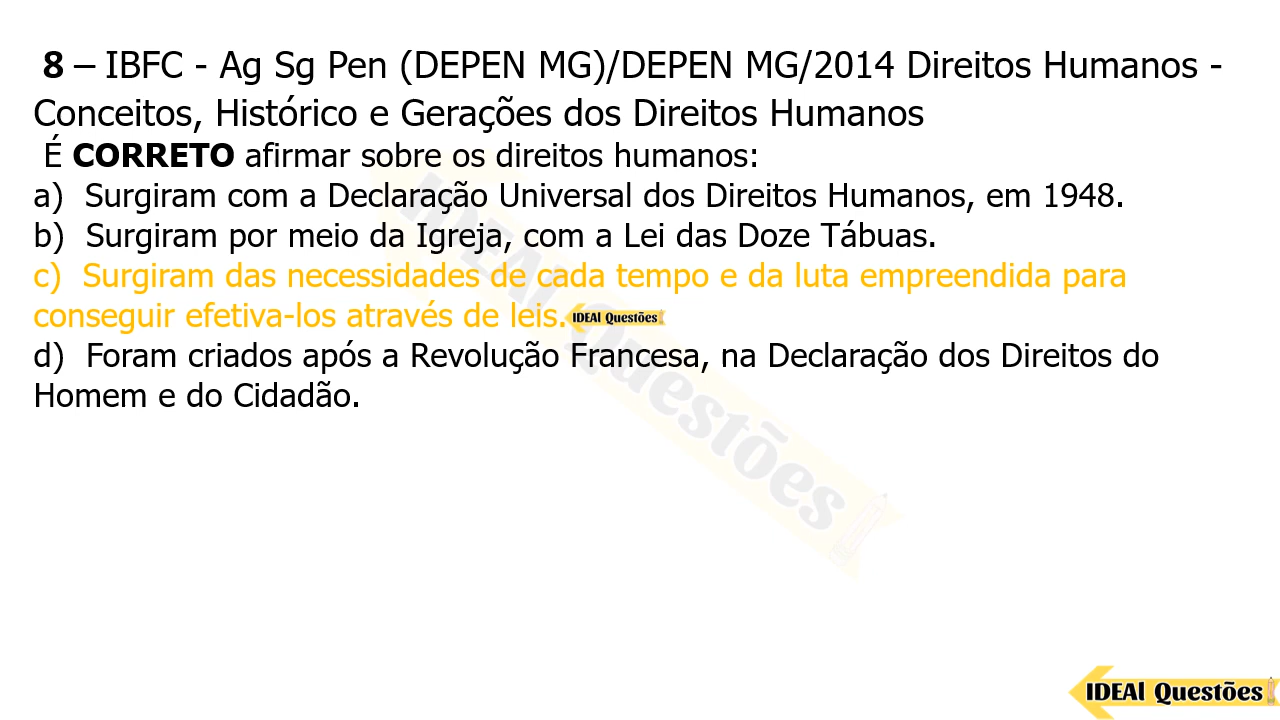 8 – IBFC - Ag Sg Pen (DEPEN MG)/DEPEN MG/2014 Direitos Humanos -
Conceitos, Histórico e Gerações dos Direitos Humanos
É CORRETO afirmar sobre os direitos humanos:
a) Surgiram com a Declaração Universal dos Direitos Humanos, em 1948.
b) Surgiram por meio da Igreja, com a Lei das Doze Tábuas.
c) Surgiram das necessidades de cada tempo e da luta empreendida para
conseguir efetiva-los através de leis. IDEAl Questões
d) Foram criados após a Revolução Francesa, na Declaração dos Direitos do
Homem e do Cidadão.
IDEAl Questões
IDEAl Questões